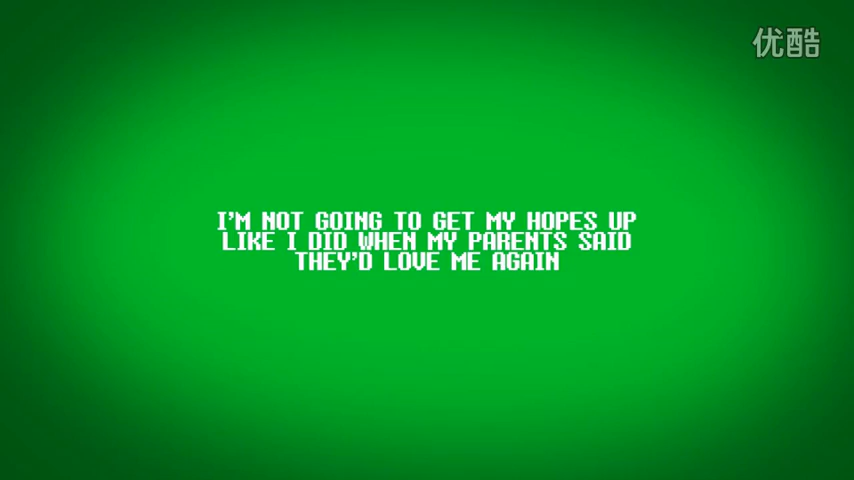 优酷
I'M NOT GOING TO GET MY HOPES UP
LIKE I DID WHEN MY PARENTS SAID
THEY'D LOVE ME AGAIN